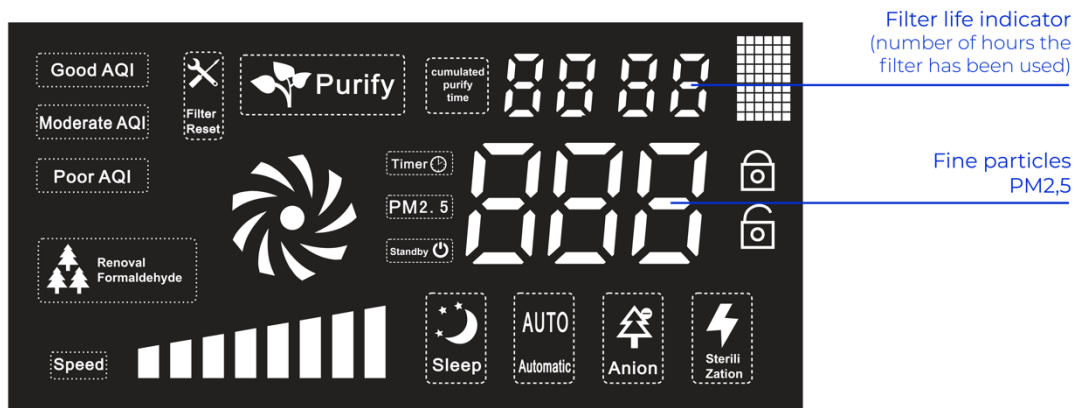 Filter life indicator
(number of hours the
filter has been used)
Good AQI
Moderate AQI
Poor AQI
Filter
Reset
Purify
cumulated
purify
time
8888
Timer
PM2. 5
Standby
888
Fine particles
PM2,5
Renoval
Formaldehyde
Speed
Sleep
AUTO
Automatic
Anion
Sterili
Zation